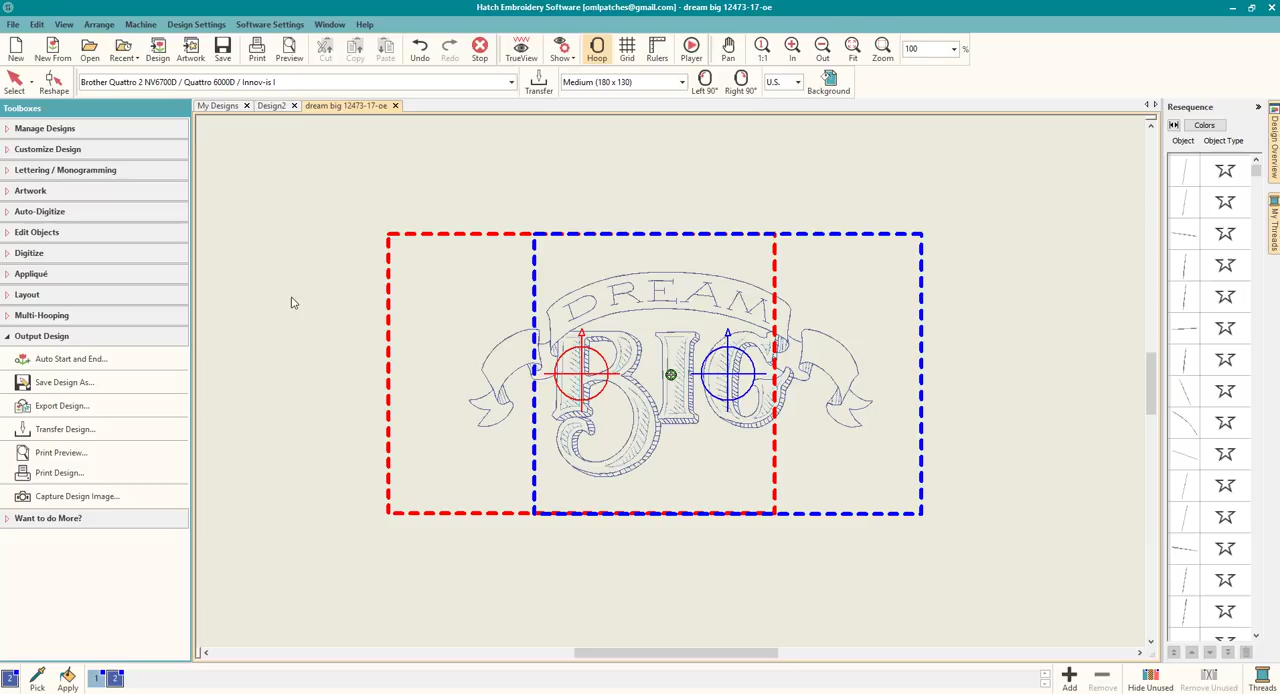 Hatch Embroidery Software [omlpatches@gmail.com] - dream big 12473-17-oe
File Edit View Arrange Machine Design Settings Software Settings Window Help
New New From Open Recent Design Artwork Save Print Preview Cut Copy Paste Undo Redo Stop TrueView Show Hoop Grid Rulers Player Pan 1:1 In Out Fit Zoom 100 %
Select Reshape Brother Quattro 2 NV6700D / Quattro 6000D / Innov-is I Transfer Medium (180 x 130) Left 90° Right 90° U.S. Background
Toolboxes
My Designs Design2 dream big 12473-17-oe
Resequence
Manage Designs
Customize Design
Lettering / Monogramming
Artwork
Auto-Digitize
Edit Objects
Digitize
Appliqué
Layout
Multi-Hooping
Output Design
Auto Start and End...
Save Design As...
Export Design...
Transfer Design...
Print Preview...
Print Design...
Capture Design Image...
Want to do More?
DREAM
BIG
Colors
Object Object Type
Design Overview
My Threads
2 Pick Apply 1 2
Add Remove Hide Unused Remove Unused Threads